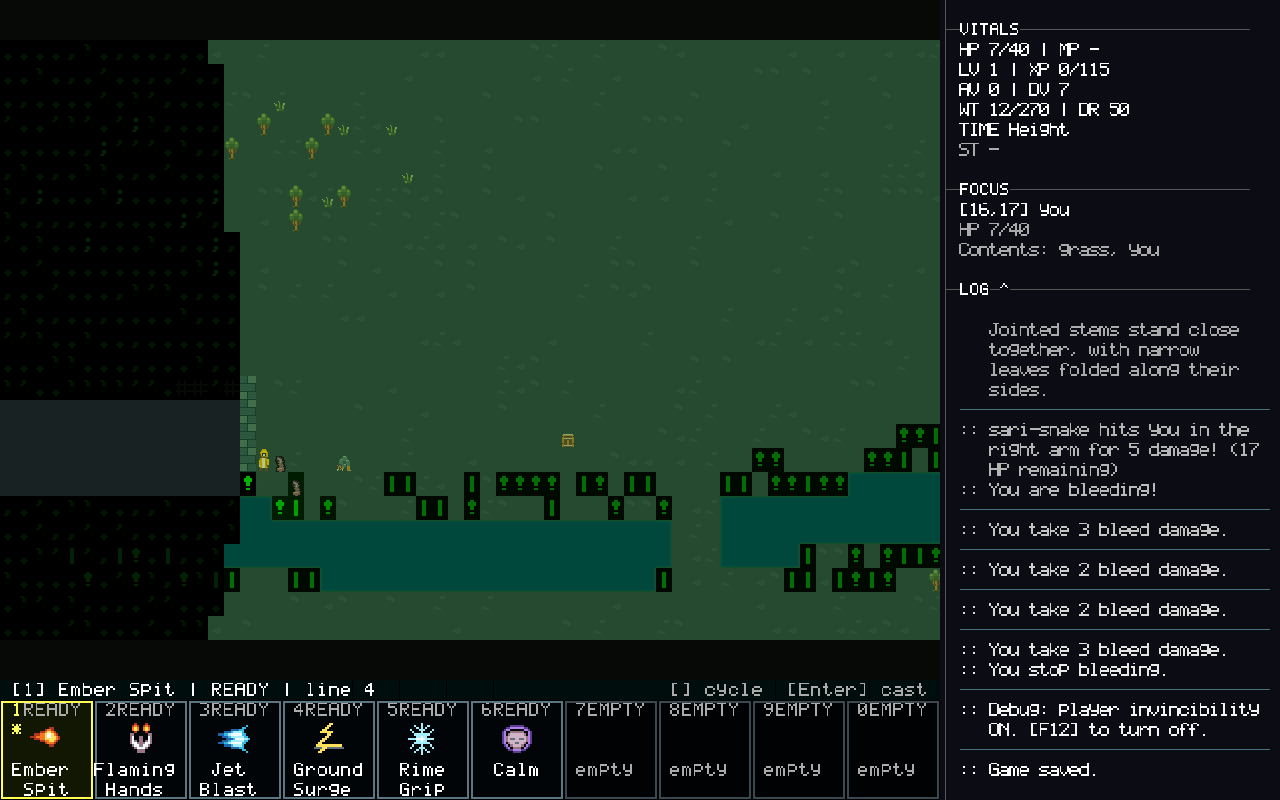 VITALS
HP 7/40 | MP -
LV 1 | XP 0/115
AV 0 | DV 7
WT 12/270 | DR 50
TIME Height
ST -
FOCUS
[16,17] You
HP 7/40
Contents: grass, You
LOG ^
Jointed stems stand close
together, with narrow
leaves folded along their
sides.
:: sari-snake hits you in the
right arm for 5 damage! (17
HP remaining)
:: You are bleeding!
:: You take 3 bleed damage.
:: You take 2 bleed damage.
:: You take 2 bleed damage.
:: You take 3 bleed damage.
:: You stop bleeding.
:: Debug: Player invincibility
ON. [F12] to turn off.
:: Game saved.
[1] Ember Spit | READY | line 4
[] cycle [Enter] cast
1READY 2READY 3READY 4READY 5READY 6READY 7EMPTY 8EMPTY 9EMPTY 0EMPTY
*
Ember Flaming Jet Ground Rime Calm empty empty empty empty
Spit Hands Blast Surge Grip